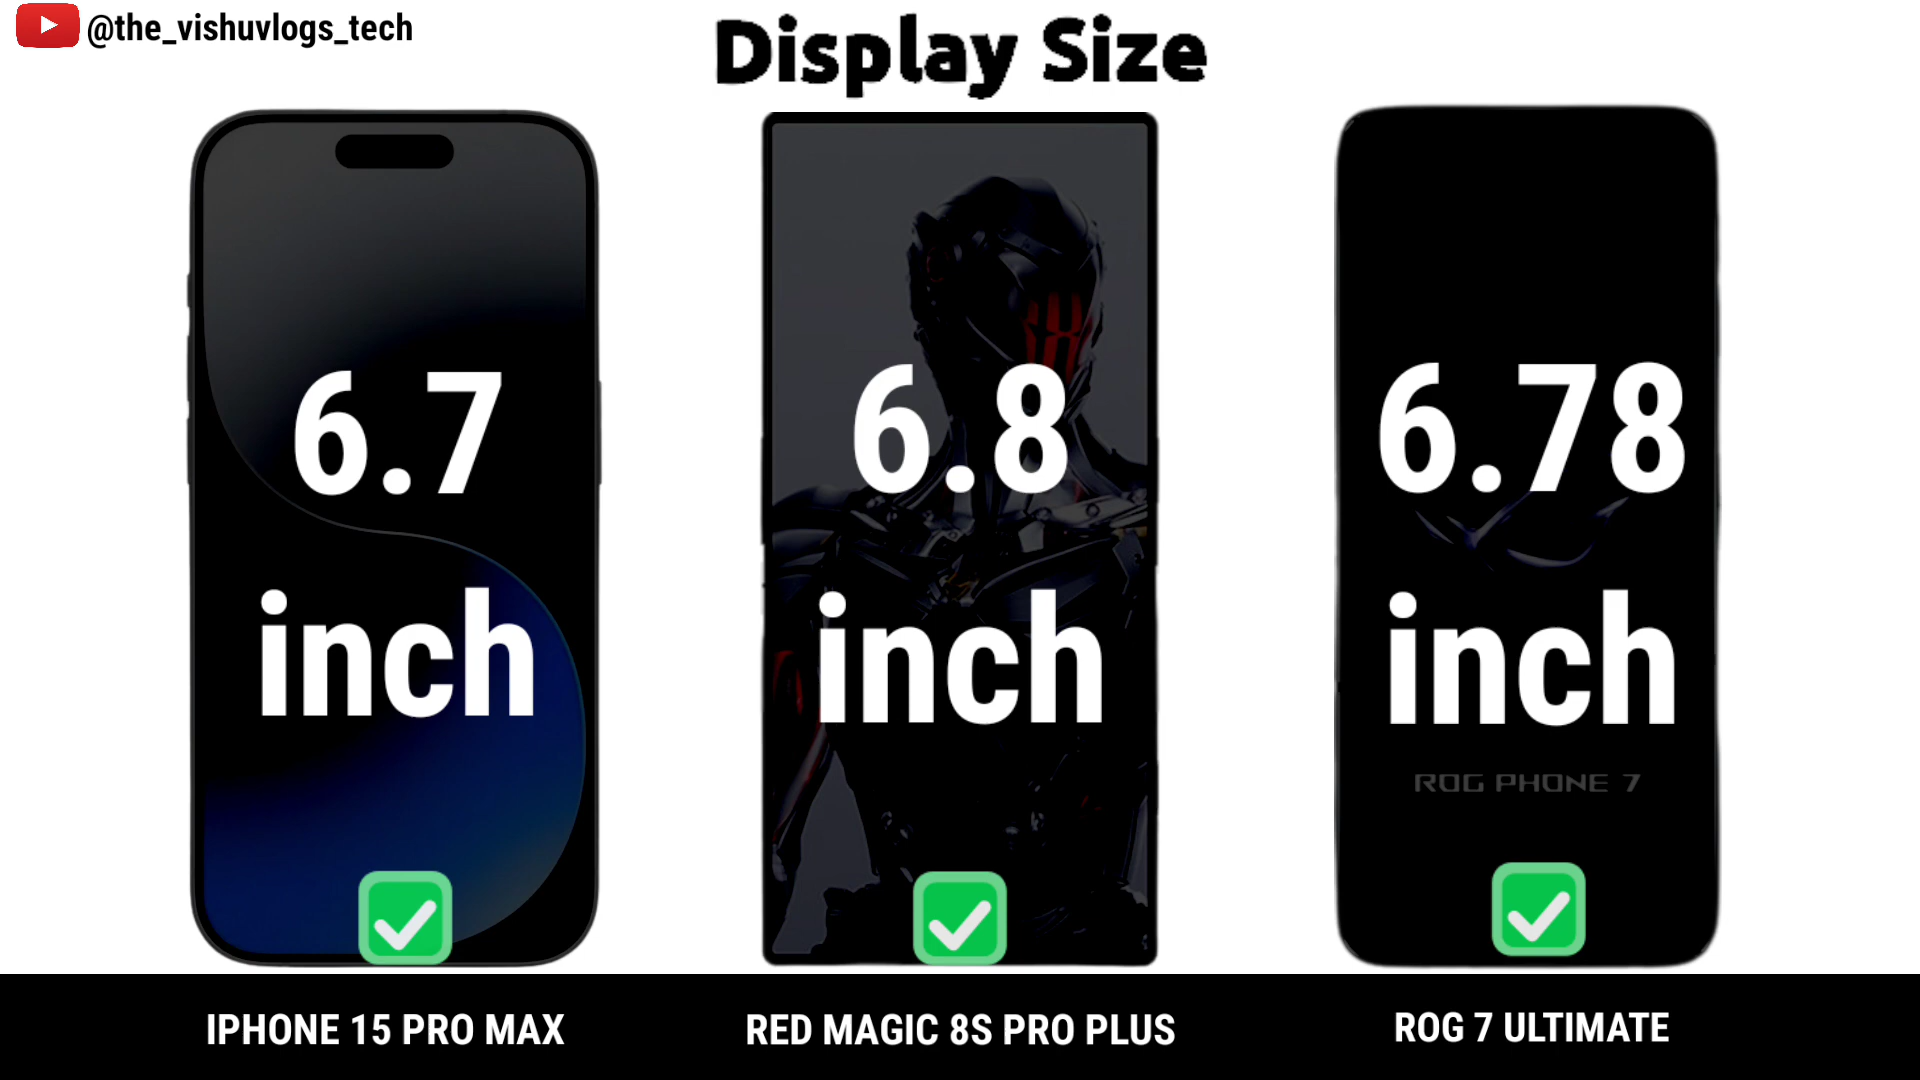 @the_vishuvlogs_tech
Display Size
6.7
inch
6.8
inch
6.78
inch
ROG PHONE 7
IPHONE 15 PRO MAX
RED MAGIC 8S PRO PLUS
ROG 7 ULTIMATE